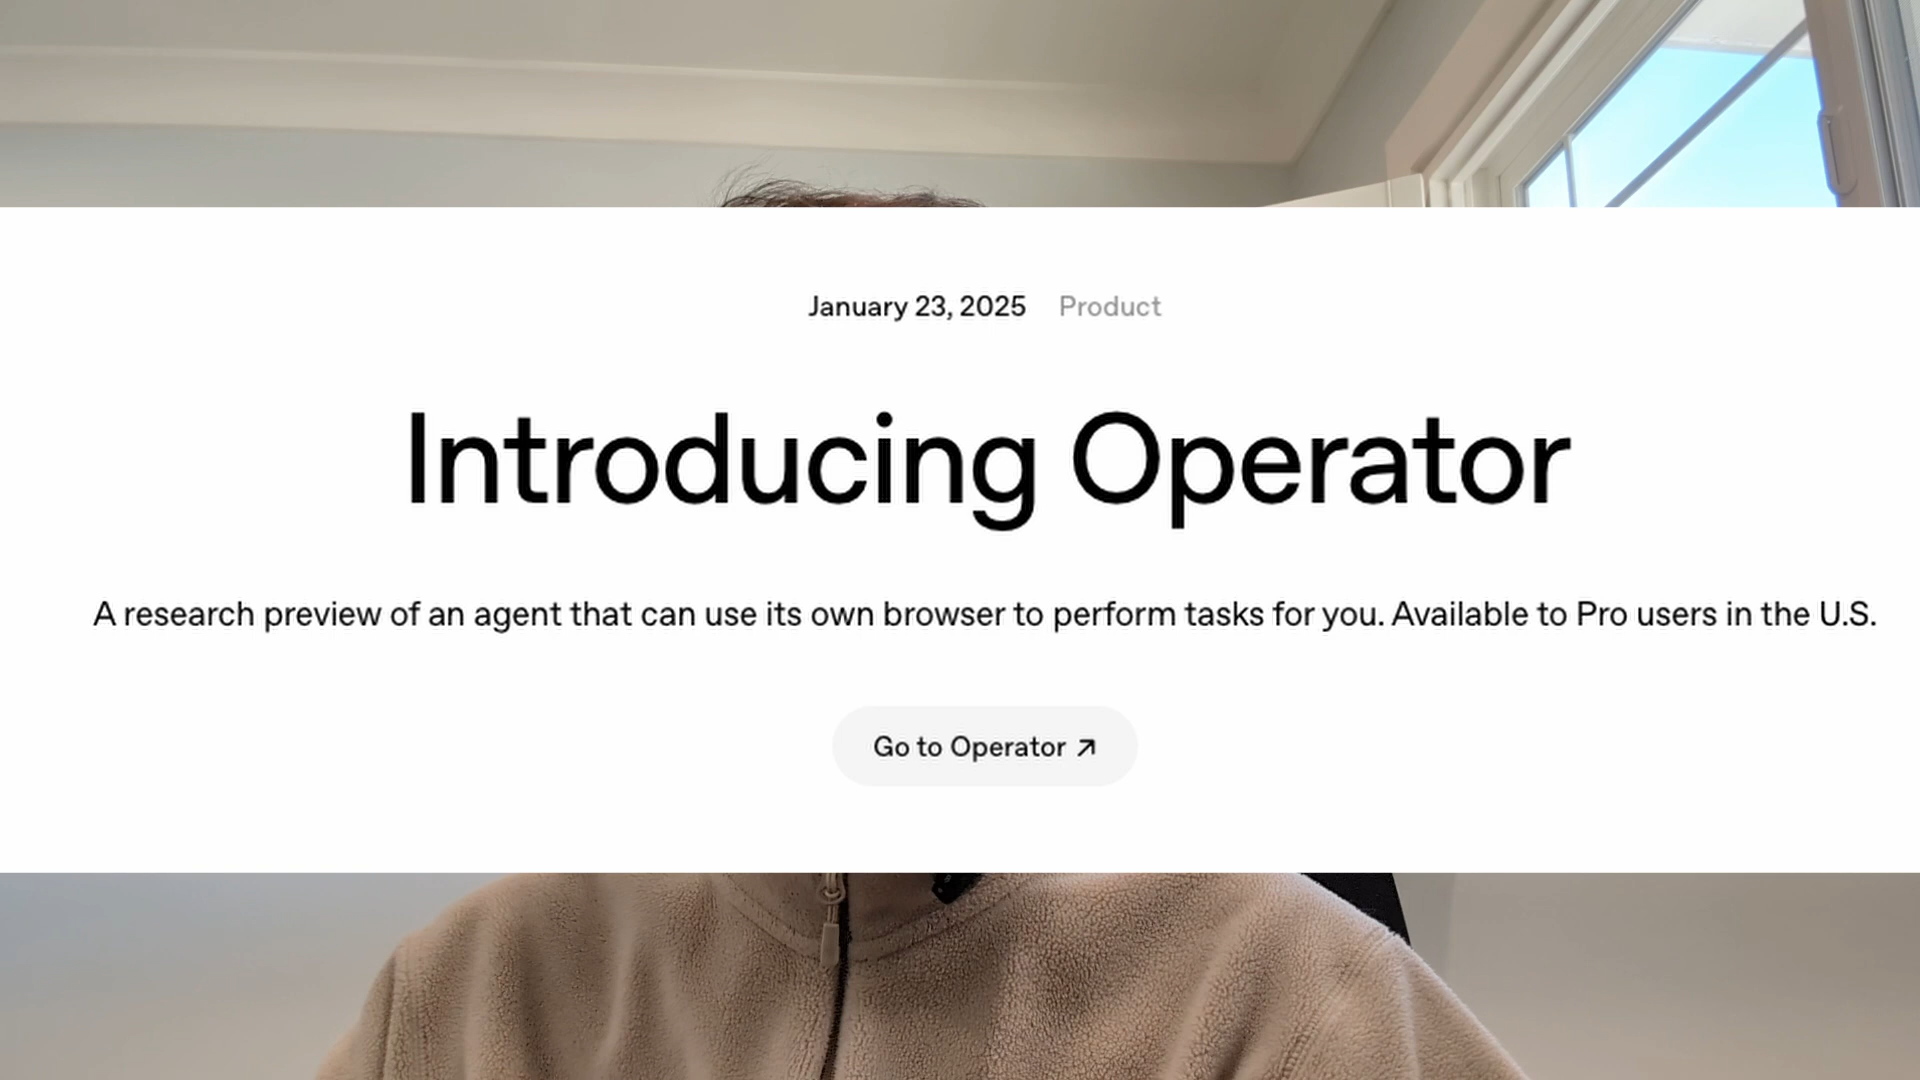 January 23, 2025 Product
Introducing Operator
A research preview of an agent that can use its own browser to perform tasks for you. Available to Pro users in the U.S.
Go to Operator ↗